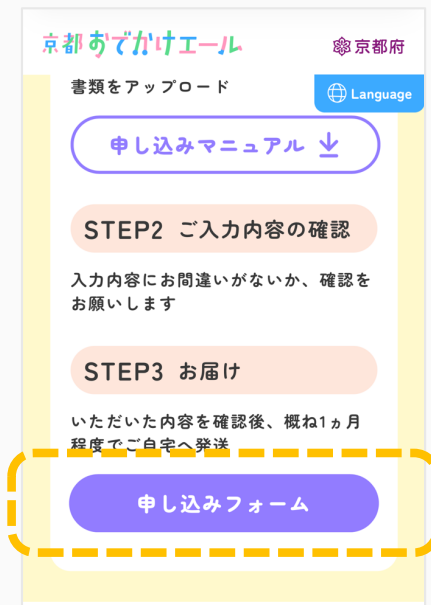 京都おでかけエール
京都府
書類をアップロード
Language
申し込みマニュアル
STEP2 ご入力内容の確認
入力内容にお間違いがないか、確認を
お願いします
STEP3 お届け
いただいた内容を確認後、概ね1ヵ月
程度でご自宅へ発送
申し込みフォーム